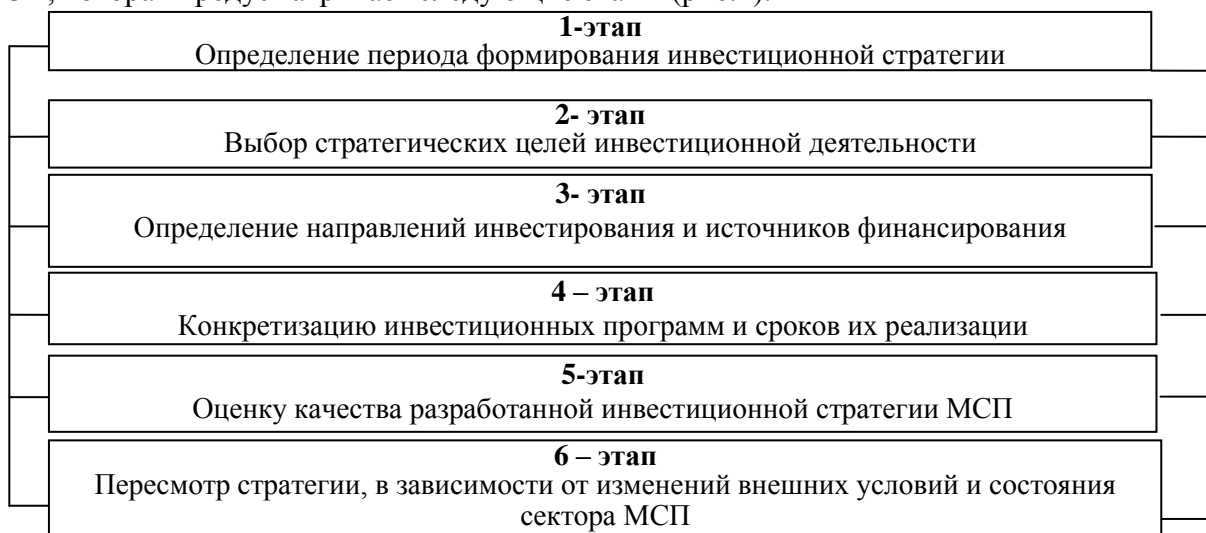 1-этап
Определение периода формирования инвестиционной стратегии
2- этап
Выбор стратегических целей инвестиционной деятельности
3- этап
Определение направлений инвестирования и источников финансирования
4 – этап
Конкретизацию инвестиционных программ и сроков их реализации
5-этап
Оценку качества разработанной инвестиционной стратегии МСП
6 – этап
Пересмотр стратегии, в зависимости от изменений внешних условий и состояния
сектора МСП